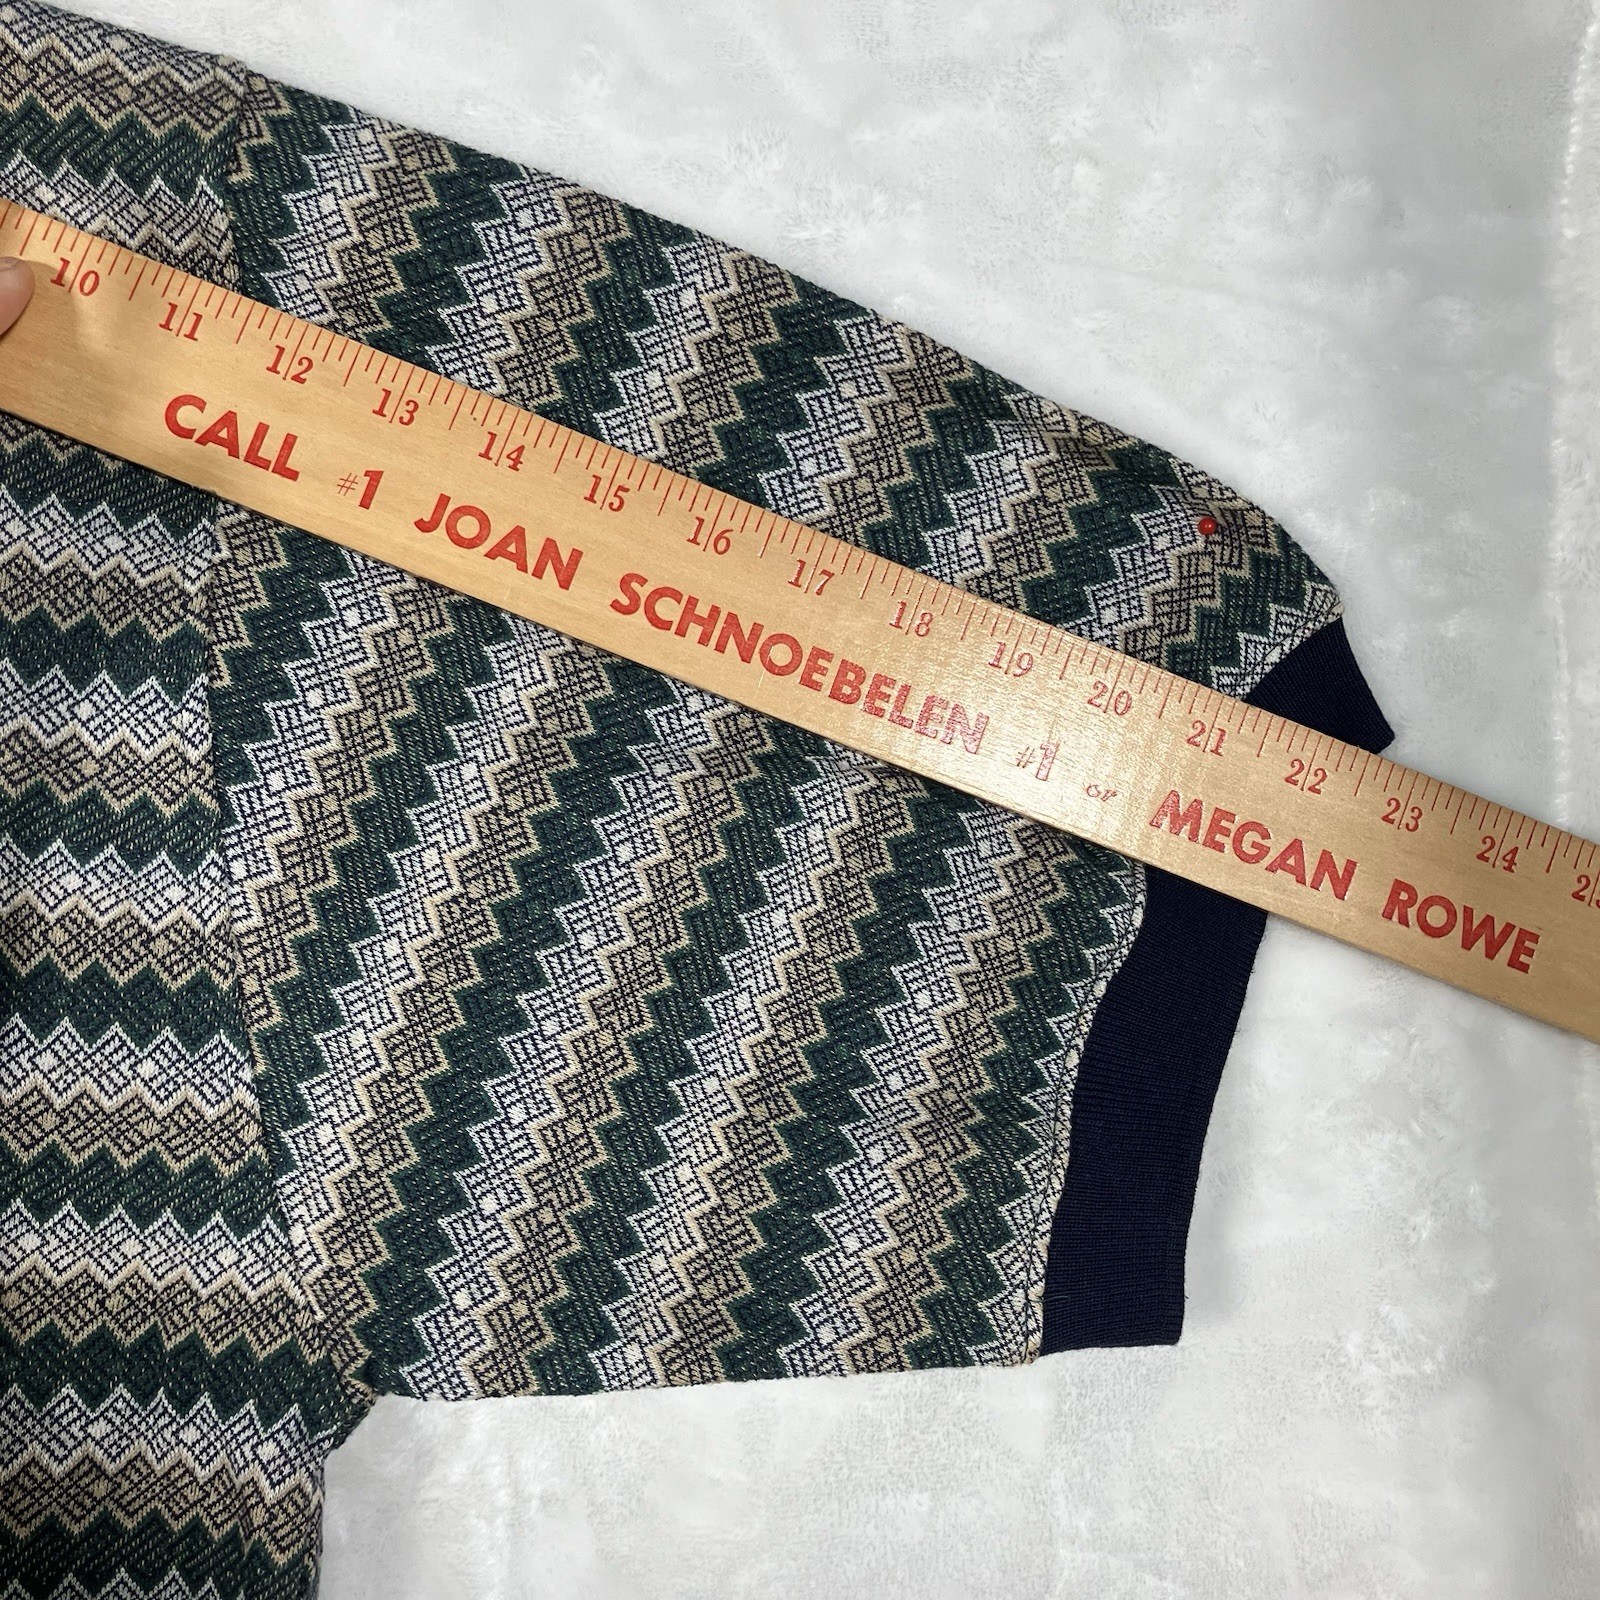 10 11 12 13 14 15 16 17 18 19 20 21 22 23 24
CALL #1 JOAN SCHNOEBELEN #1 or MEGAN ROWE